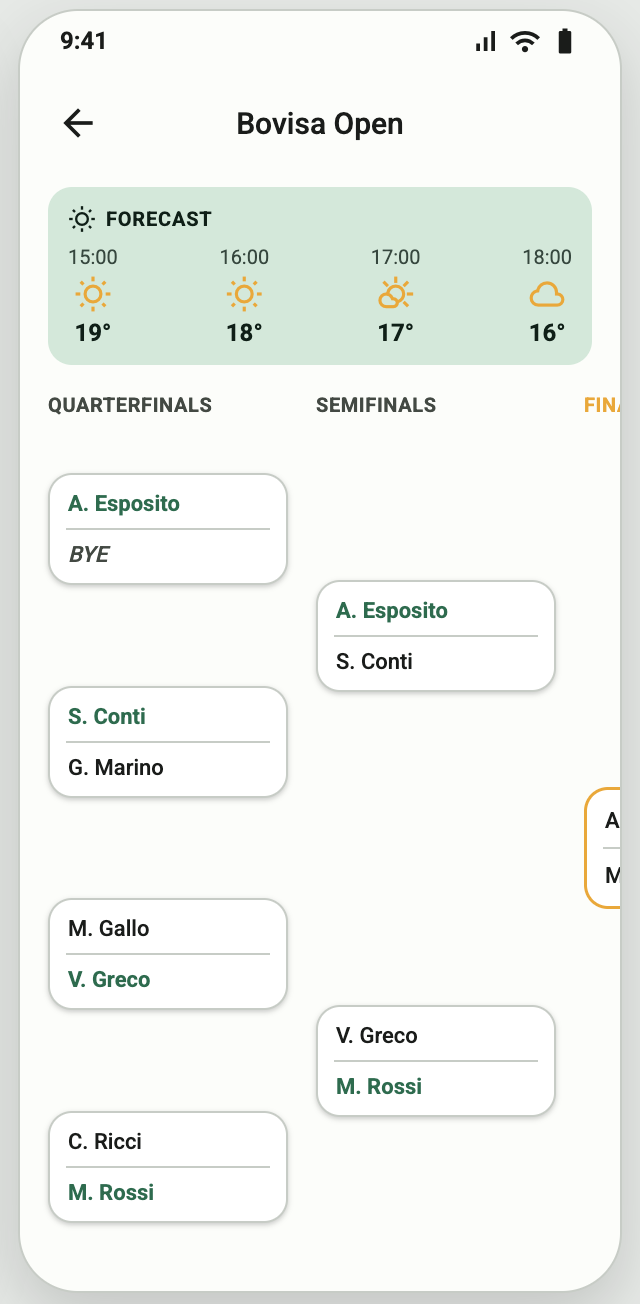 9:41
Bovisa Open
FORECAST
15:00 16:00 17:00 18:00
19° 18° 17° 16°
QUARTERFINALS SEMIFINALS
A. Esposito
BYE
A. Esposito
S. Conti
S. Conti
G. Marino
M. Gallo
V. Greco
V. Greco
M. Rossi
C. Ricci
M. Rossi